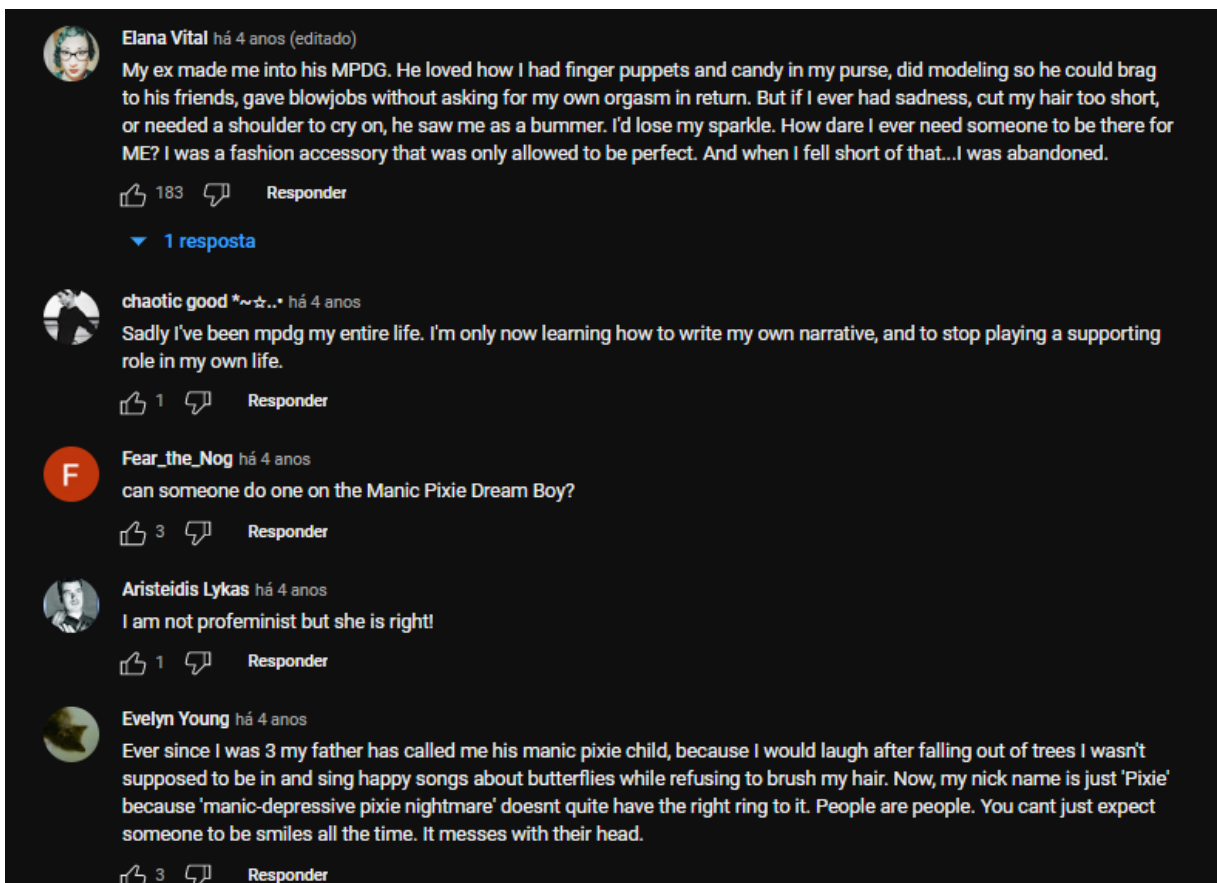 Elana Vital há 4 anos (editado)
My ex made me into his MPDG. He loved how I had finger puppets and candy in my purse, did modeling so he could brag
to his friends, gave blowjobs without asking for my own orgasm in return. But if I ever had sadness, cut my hair too short,
or needed a shoulder to cry on, he saw me as a bummer. I'd lose my sparkle. How dare I ever need someone to be there for
ME? I was a fashion accessory that was only allowed to be perfect. And when I fell short of that...I was abandoned.
183 Responder
1 resposta
chaotic good *~☆..• há 4 anos
Sadly I've been mpdg my entire life. I'm only now learning how to write my own narrative, and to stop playing a supporting
role in my own life.
1 Responder
F
Fear_the_Nog há 4 anos
can someone do one on the Manic Pixie Dream Boy?
3 Responder
Aristeidis Lykas há 4 anos
I am not profeminist but she is right!
1 Responder
Evelyn Young há 4 anos
Ever since I was 3 my father has called me his manic pixie child, because I would laugh after falling out of trees I wasn't
supposed to be in and sing happy songs about butterflies while refusing to brush my hair. Now, my nick name is just 'Pixie'
because 'manic-depressive pixie nightmare' doesnt quite have the right ring to it. People are people. You cant just expect
someone to be smiles all the time. It messes with their head.
3 Responder